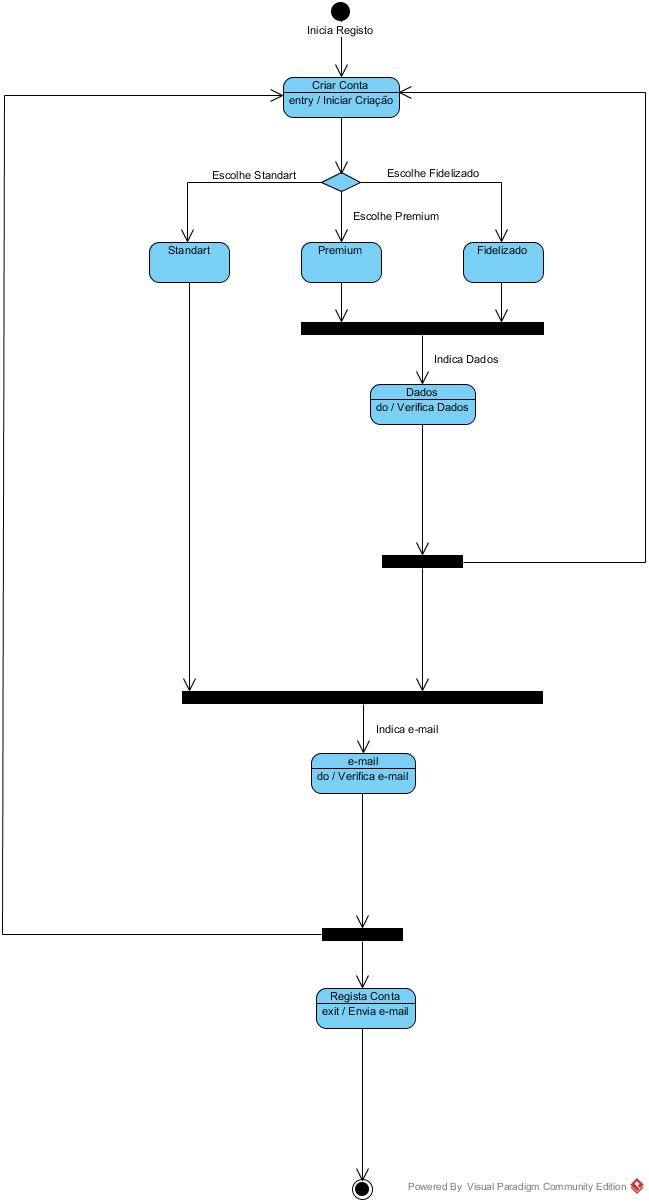 Inicia Registo
Criar Conta
entry / Iniciar Criação
Escolhe Standart
Escolhe Fidelizado
Escolhe Premium
Standart
Premium
Fidelizado
Indica Dados
Dados
do / Verifica Dados
Indica e-mail
e-mail
do / Verifica e-mail
Regista Conta
exit / Envia e-mail
Powered By Visual Paradigm Community Edition